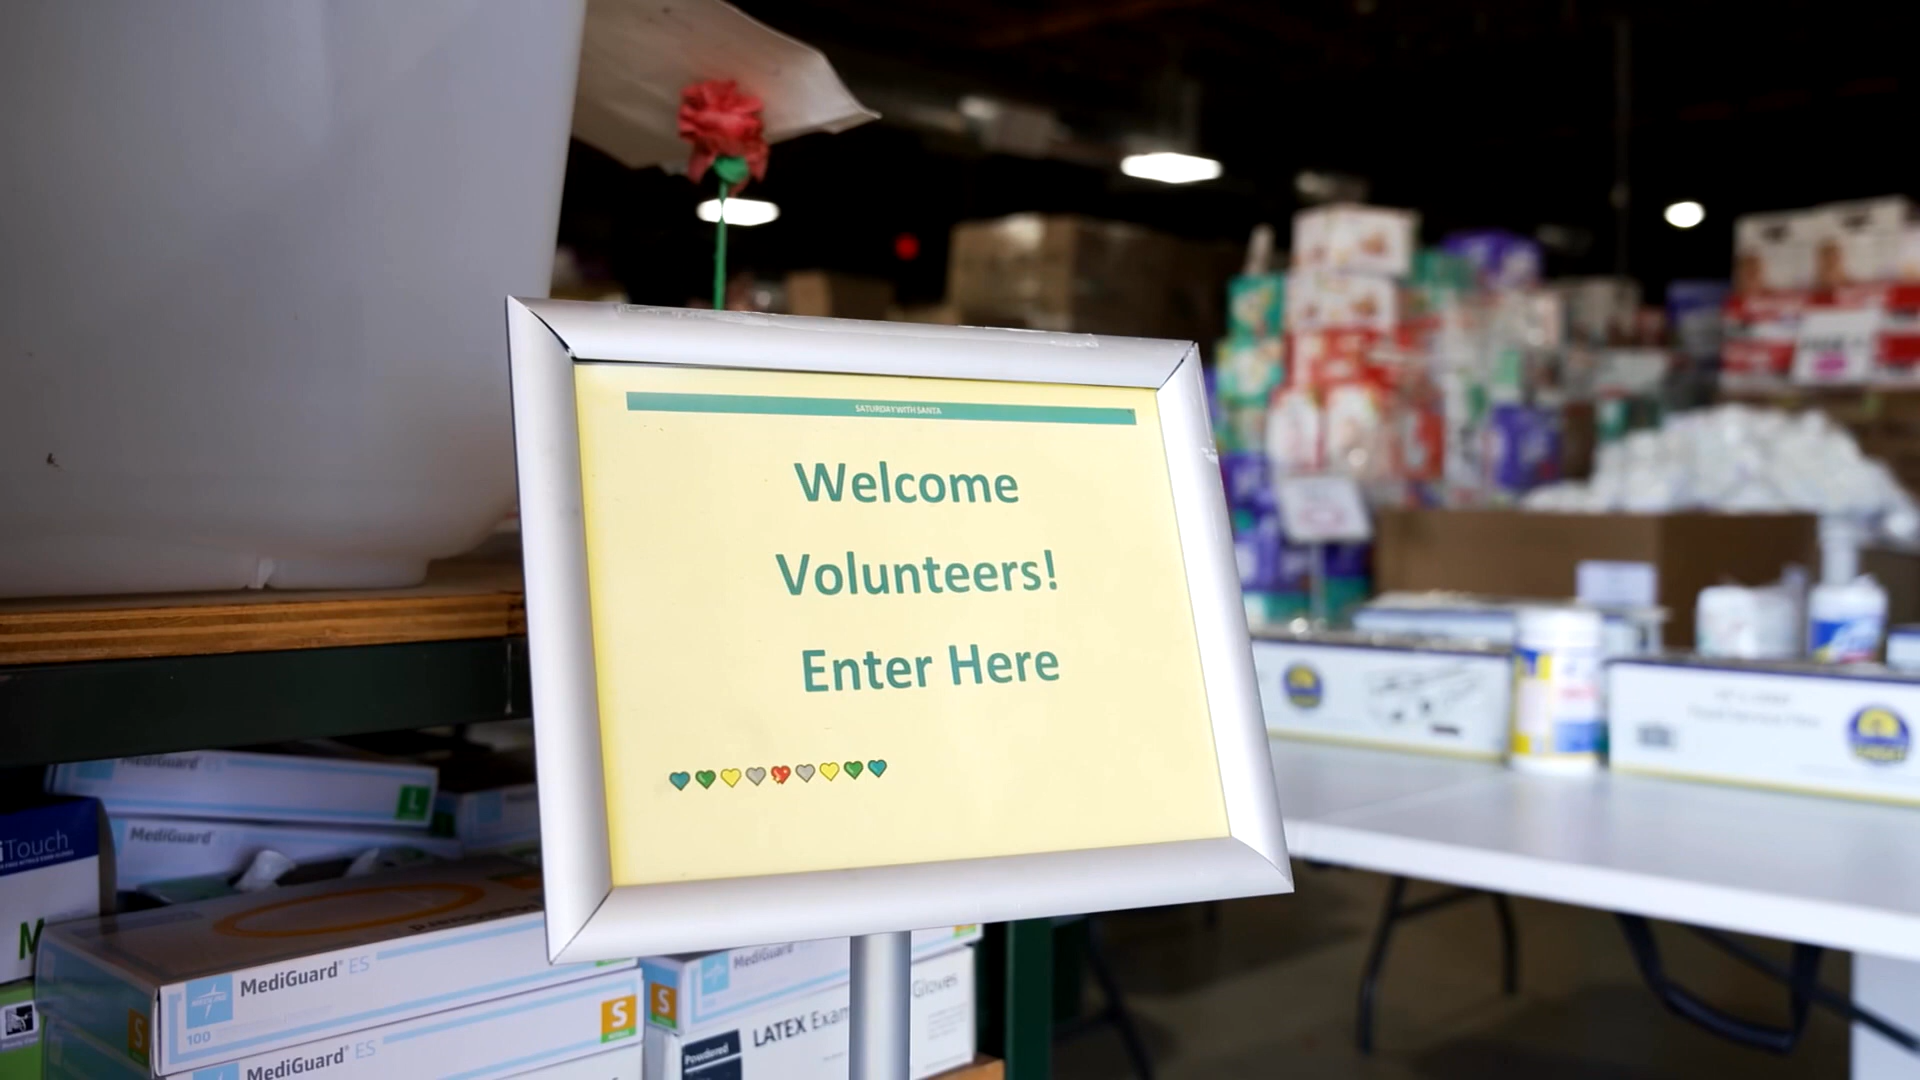 SATURDAY WITH SANTA
Welcome
Volunteers!
Enter Here
MediGuard
L
MediGuard
iTouch
M
MediGuard® ES
100
S
S
MediGuard® ES
MediGuard
S
LATEX Exam
Gloves
Powdered